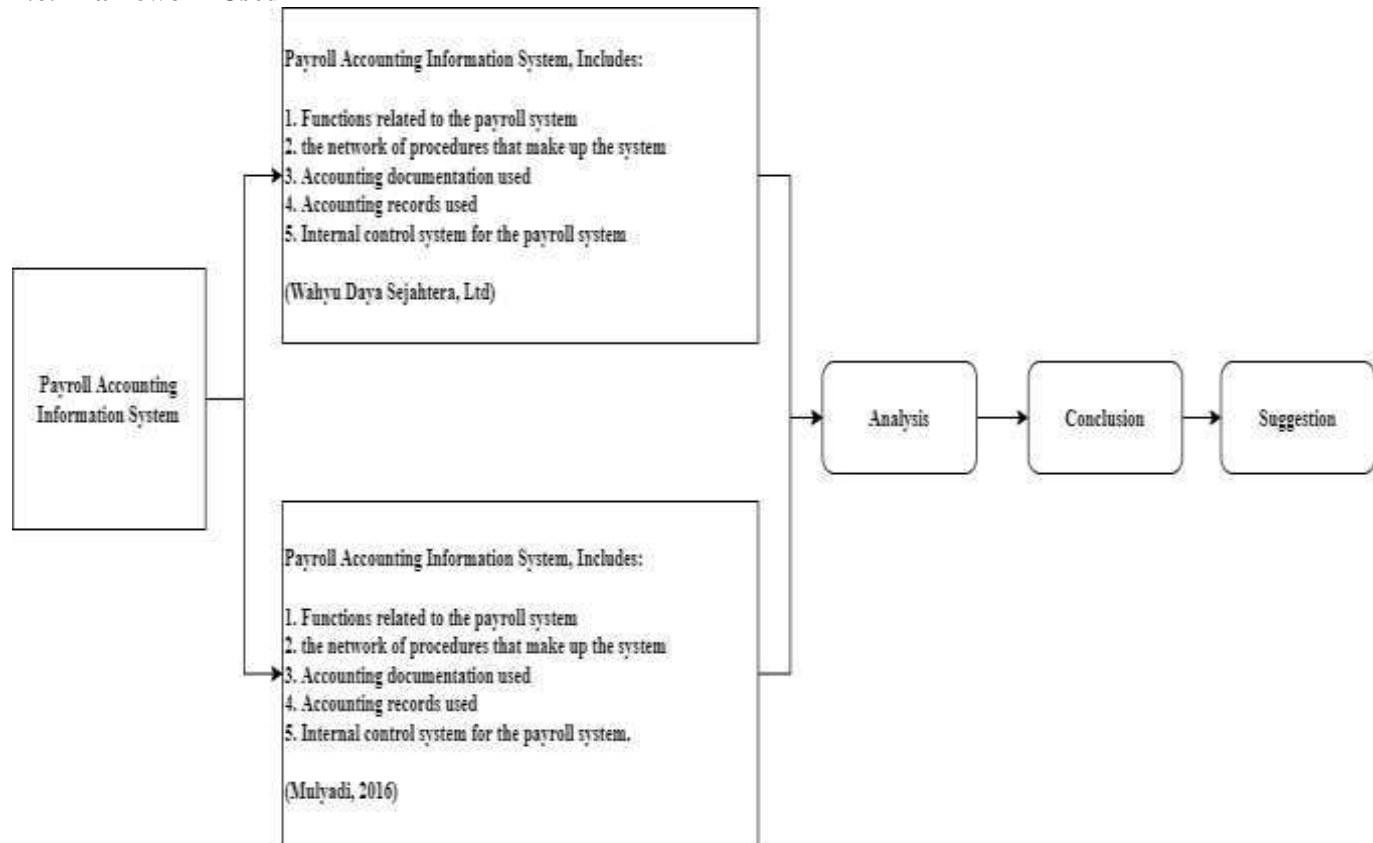 Payroll Accounting Information System, Includes:
1. Functions related to the payroll system
2. the network of procedures that make up the system
3. Accounting documentation used
4. Accounting records used
5. Internal control system for the payroll system
(Wahyu Daya Sejahtera, Ltd)
Payroll Accounting
Information System
Payroll Accounting Information System, Includes:
1. Functions related to the payroll system
2. the network of procedures that make up the system
3. Accounting documentation used
4. Accounting records used
5. Internal control system for the payroll system.
(Mulyadi, 2016)
Analysis
Conclusion
Suggestion